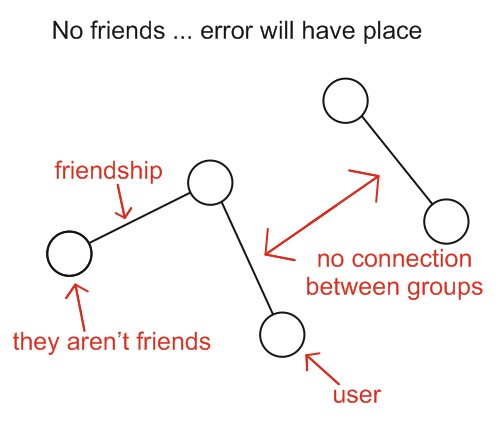 No friends ... error will have place
friendship
no connection
between groups
they aren't friends
user